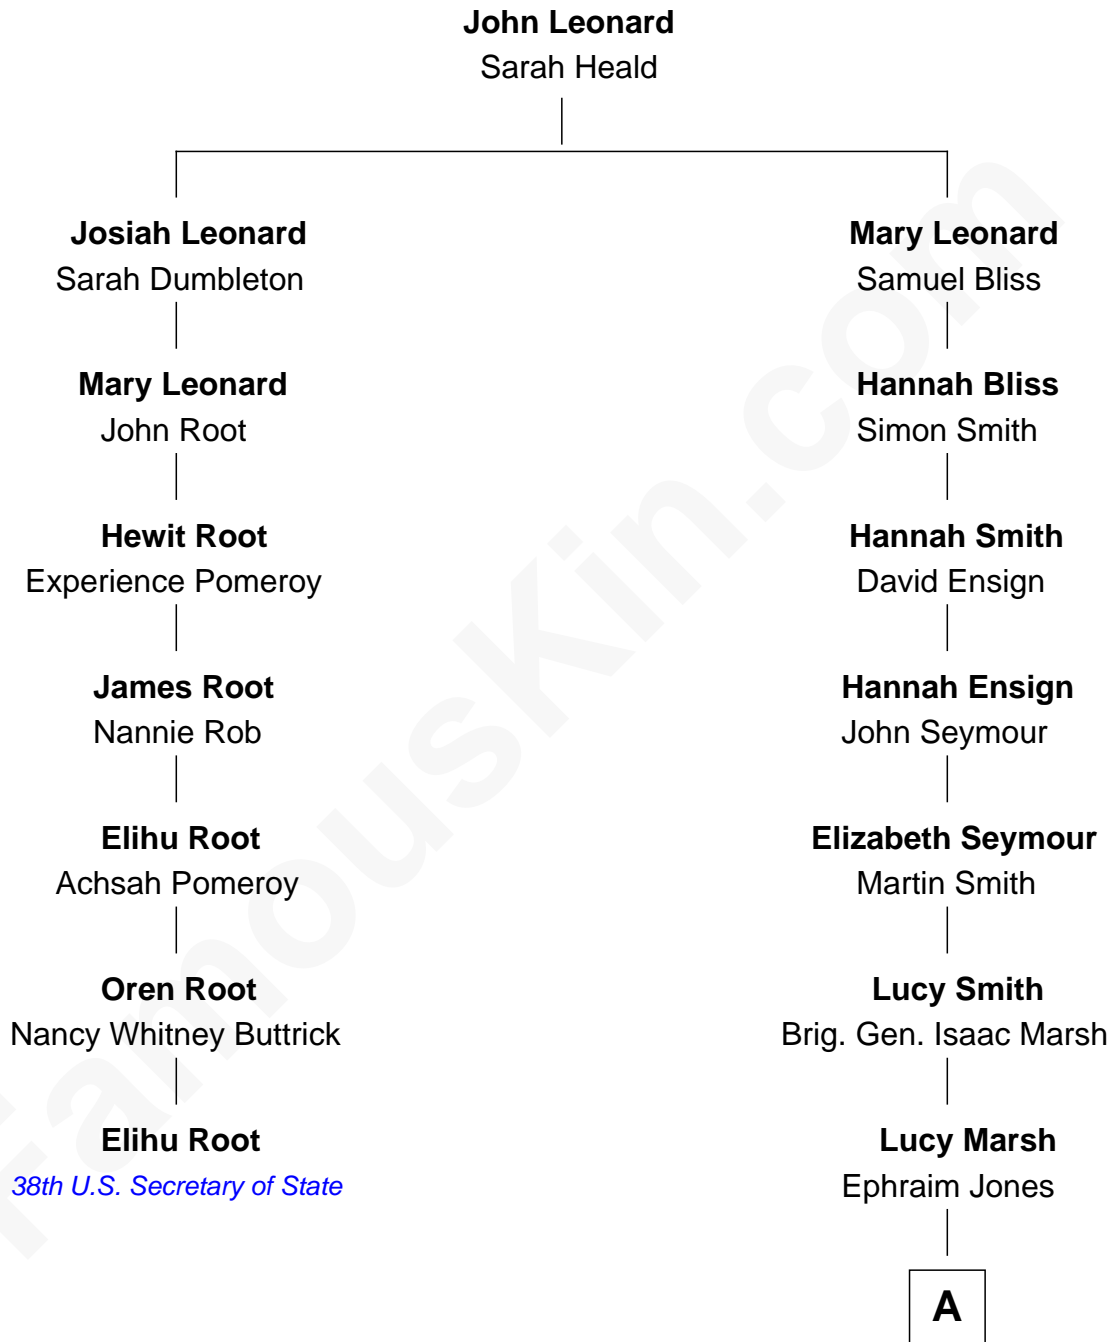 John Leonard
Sarah Heald
Josiah Leonard
Sarah Dumbleton
Mary Leonard
Samuel Bliss
Mary Leonard
John Root
Hannah Bliss
Simon Smith
Hewit Root
Experience Pomeroy
Hannah Smith
David Ensign
James Root
Nannie Rob
Hannah Ensign
John Seymour
Elihu Root
Achsah Pomeroy
Elizabeth Seymour
Martin Smith
Oren Root
Nancy Whitney Buttrick
Lucy Smith
Brig. Gen. Isaac Marsh
Elihu Root
38th U.S. Secretary of State
Lucy Marsh
Ephraim Jones
A
FamousKin.com